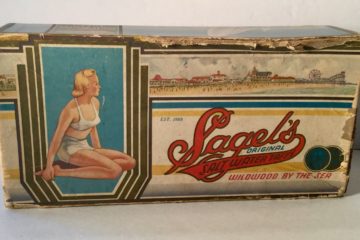 EST. 1888
Sagel's
ORIGINAL
SALT WATER TAFFY
WILDWOOD BY THE SEA